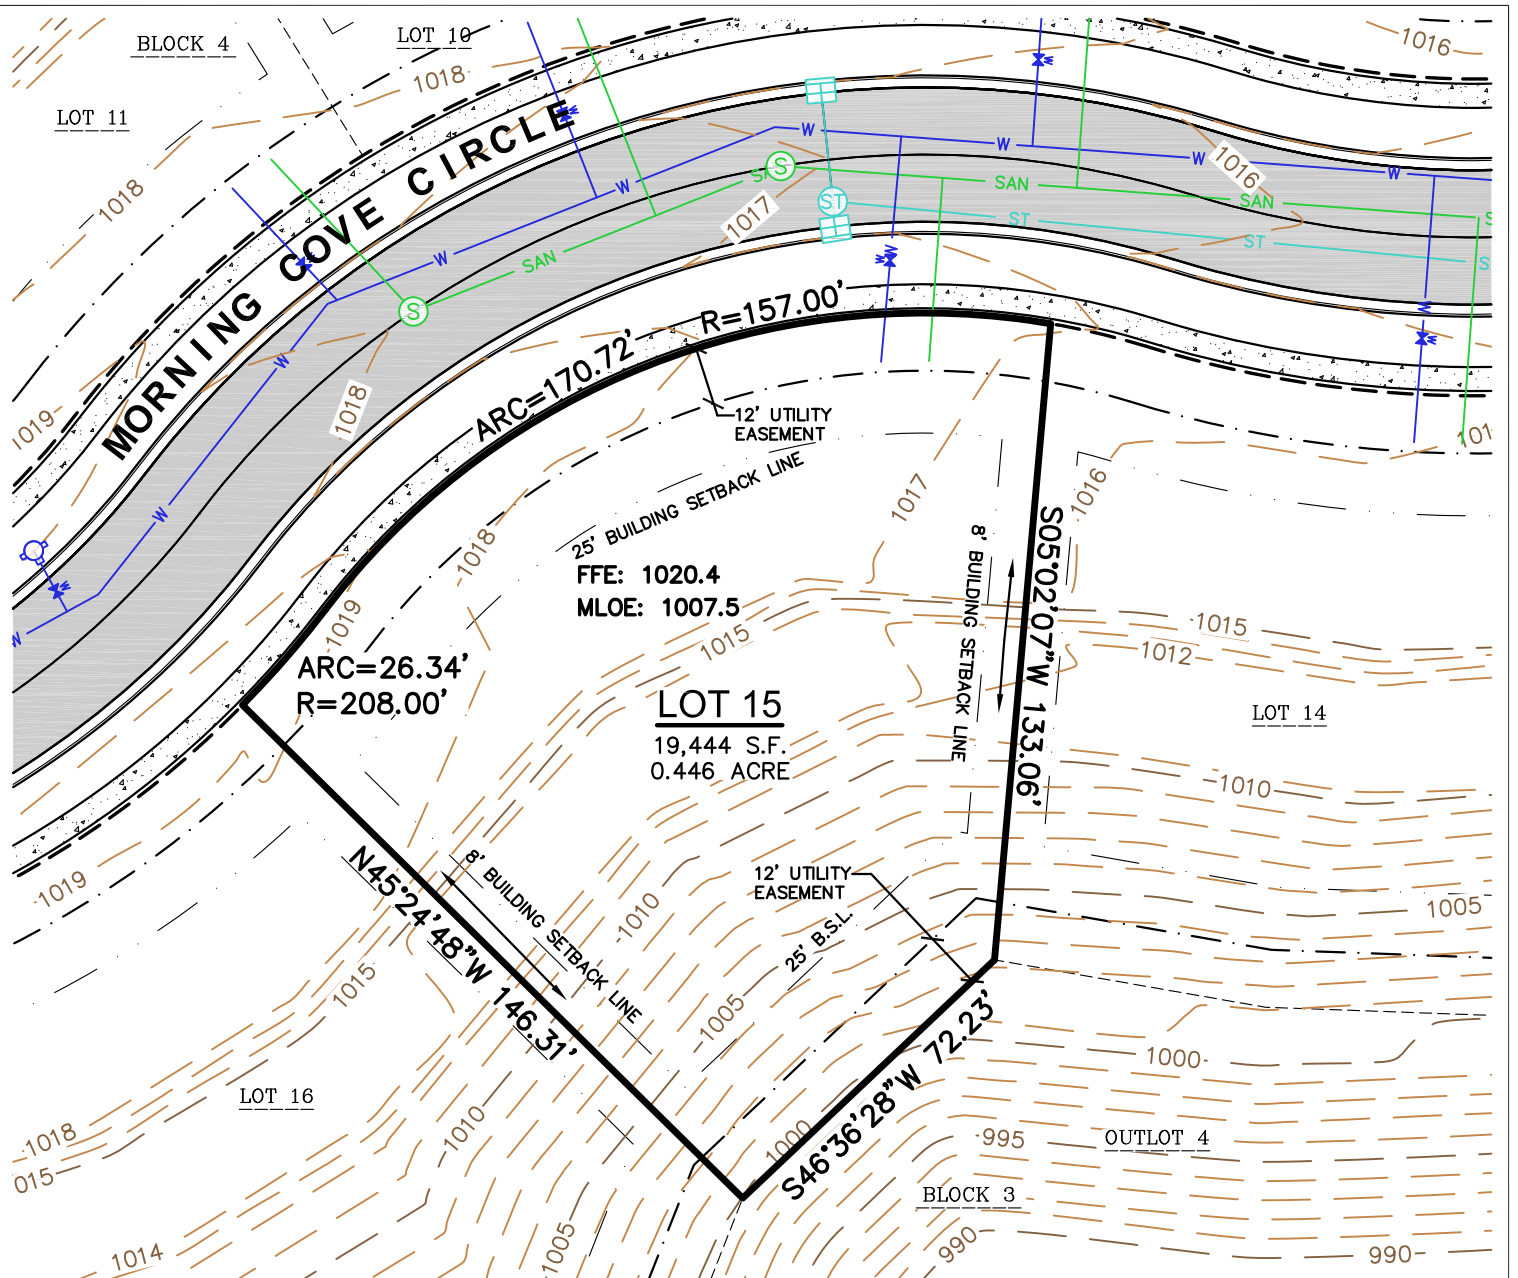 BLOCK 4
LOT 10
1018
1016
LOT 11
MORNING COVE CIRCLE
1018
W
W
W
W
1016
SAN
SAN
S
W
ST
1017
ST
ST
S
S
W
SAN
W
S
W
R=157.00'
ARC=170.72'
W
W
W
1018
1019
12' UTILITY
EASEMENT
101
25' BUILDING SETBACK LINE
1017
1016
W
1018
8' BUILDING SETBACK LINE
S05°02'07"W 133.06'
FFE: 1020.4
MLOE: 1007.5
W
W
1019
1015
1015
1012
ARC=26.34'
R=208.00'
LOT 15
19,444 S.F.
0.446 ACRE
LOT 14
1010
N45°24'48"W 146.31'
8' BUILDING SETBACK LINE
12' UTILITY
EASEMENT
1019
1010
25' B.S.L.
1005
1015
1005
S46°36'28"W 72.23'
1000
LOT 16
1018
015
1010
1000
995
OUTLOT 4
BLOCK 3
1014
1005
990
990